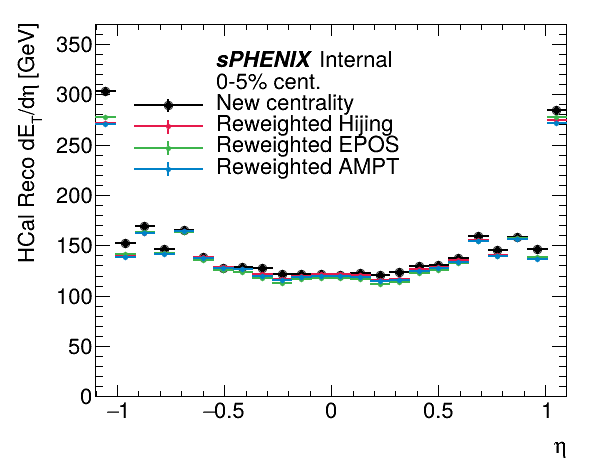 HCal Reco dE_T/dη [GeV]
350
300
250
200
150
100
50
0
sPHENIX Internal
0-5% cent.
New centrality
Reweighted Hijing
Reweighted EPOS
Reweighted AMPT
−1 −0.5 0 0.5 1
η